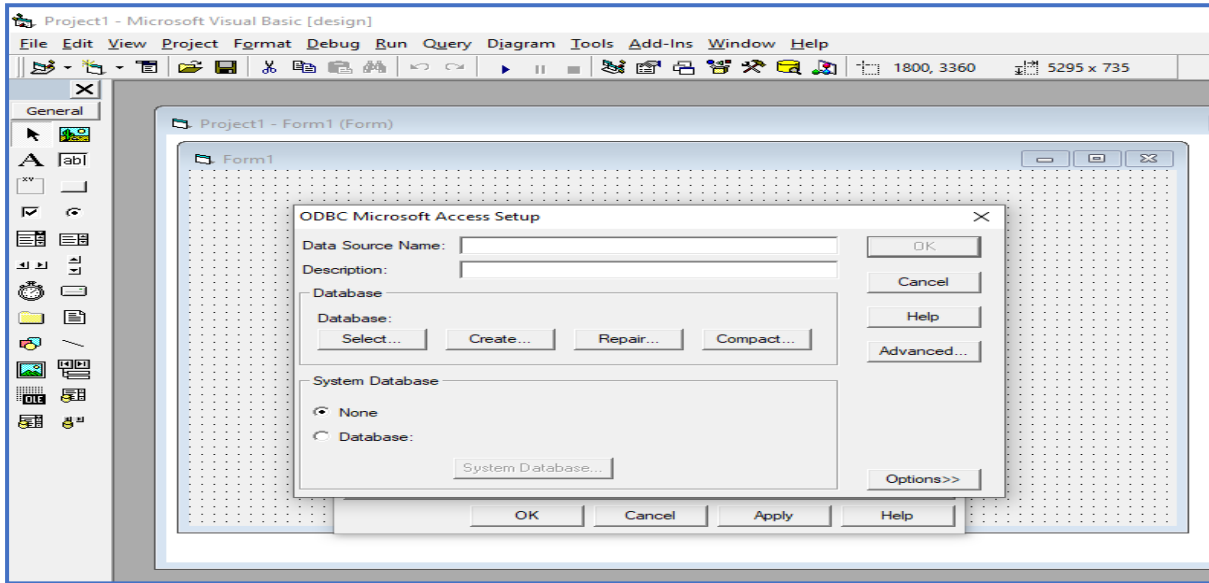 Project1 - Microsoft Visual Basic [design]
File Edit View Project Format Debug Run Query Diagram Tools Add-Ins Window Help
1800, 3360 5295 x 735
General
Project1 - Form1 (Form)
A ab Form1
xv
ODBC Microsoft Access Setup
Data Source Name: OK
Description:
Cancel
Database
Database: Help
Select... Create... Repair... Compact...
Advanced...
System Database
OLE
None
Database:
System Database...
Options>>
OK Cancel Apply Help